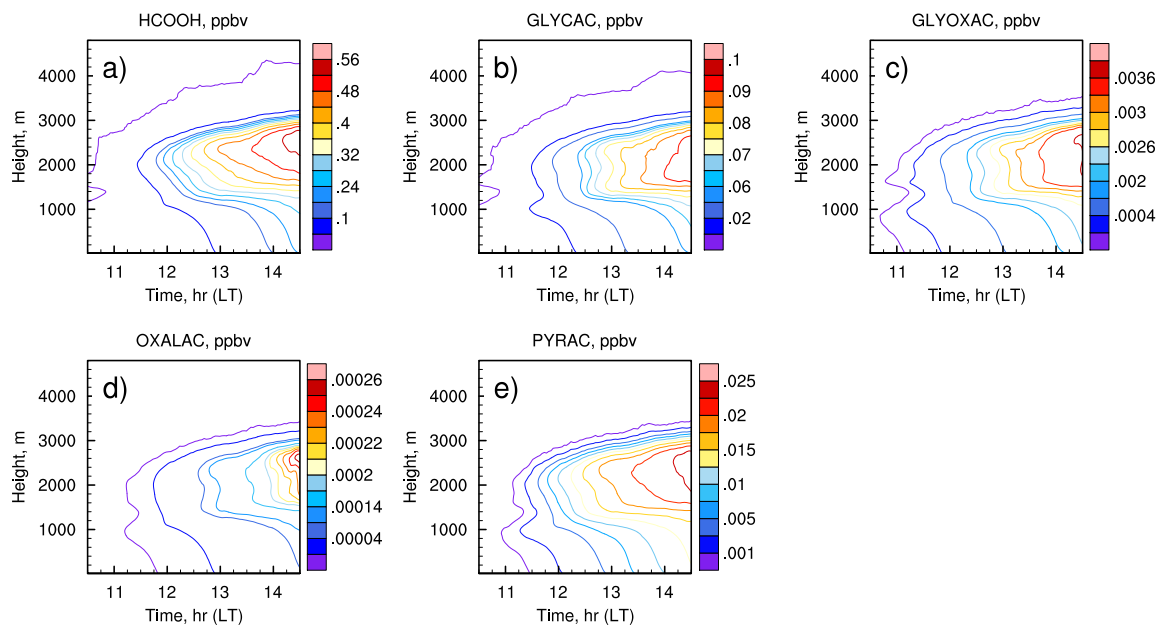 HCOOH, ppbv
a)
Height, m
4000
3000
2000
1000
11 12 13 14
Time, hr (LT)
.56
.48
.4
.32
.24
.1
GLYCAC, ppbv
b)
Height, m
4000
3000
2000
1000
11 12 13 14
Time, hr (LT)
.1
.09
.08
.07
.06
.02
GLYOXAC, ppbv
c)
Height, m
4000
3000
2000
1000
11 12 13 14
Time, hr (LT)
.0036
.003
.0026
.002
.0004
OXALAC, ppbv
d)
Height, m
4000
3000
2000
1000
11 12 13 14
Time, hr (LT)
.00026
.00024
.00022
.0002
.00014
.00004
PYRAC, ppbv
e)
Height, m
4000
3000
2000
1000
11 12 13 14
Time, hr (LT)
.025
.02
.015
.01
.005
.001